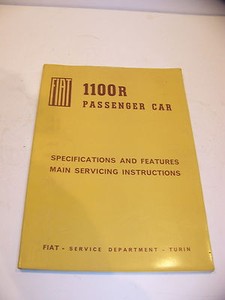 FIAT
1100R
PASSENGER CAR
SPECIFICATIONS AND FEATURES
MAIN SERVICING INSTRUCTIONS
FIAT - SERVICE DEPARTMENT - TURIN